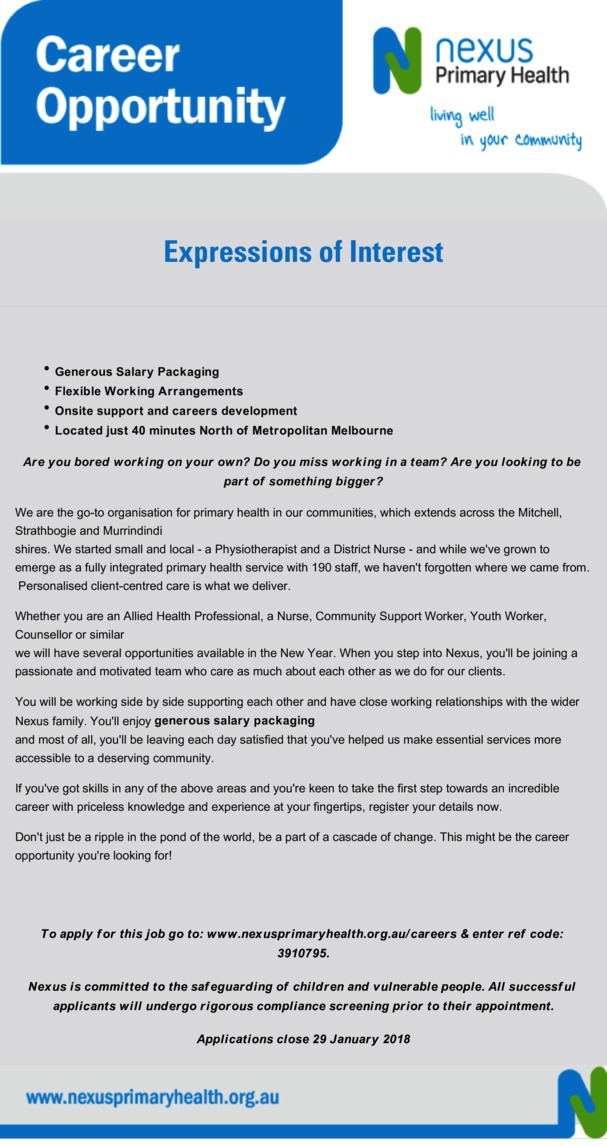 Career
Opportunity
nexus
Primary Health
living well
in your community
Expressions of Interest
• Generous Salary Packaging
• Flexible Working Arrangements
• Onsite support and careers development
• Located just 40 minutes North of Metropolitan Melbourne
Are you bored working on your own? Do you miss working in a team? Are you looking to be
part of something bigger?
We are the go-to organisation for primary health in our communities, which extends across the Mitchell,
Strathbogie and Murrindindi
shires. We started small and local - a Physiotherapist and a District Nurse - and while we've grown to
emerge as a fully integrated primary health service with 190 staff, we haven't forgotten where we came from.
Personalised client-centred care is what we deliver.
Whether you are an Allied Health Professional, a Nurse, Community Support Worker, Youth Worker,
Counsellor or similar
we will have several opportunities available in the New Year. When you step into Nexus, you'll be joining a
passionate and motivated team who care as much about each other as we do for our clients.
You will be working side by side supporting each other and have close working relationships with the wider
Nexus family. You'll enjoy generous salary packaging
and most of all, you'll be leaving each day satisfied that you've helped us make essential services more
accessible to a deserving community.
If you've got skills in any of the above areas and you're keen to take the first step towards an incredible
career with priceless knowledge and experience at your fingertips, register your details now.
Don't just be a ripple in the pond of the world, be a part of a cascade of change. This might be the career
opportunity you're looking for!
To apply for this job go to: www.nexusprimaryhealth.org.au/careers & enter ref code:
3910795.
Nexus is committed to the safeguarding of children and vulnerable people. All successful
applicants will undergo rigorous compliance screening prior to their appointment.
Applications close 29 January 2018
www.nexusprimaryhealth.org.au